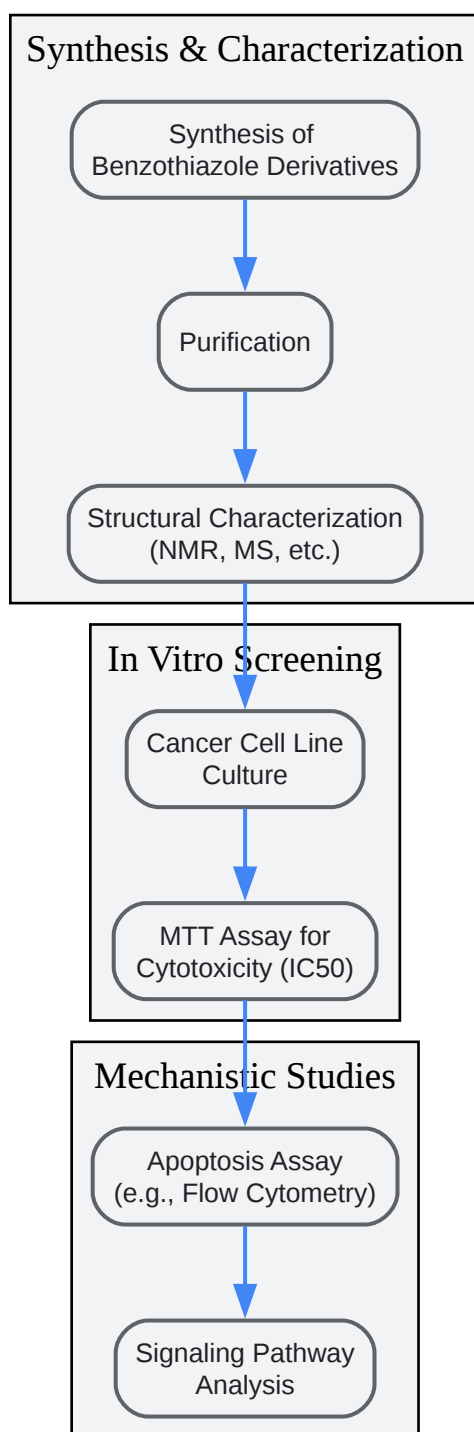 Synthesis & Characterization
Synthesis of
Benzothiazole Derivatives
Purification
Structural Characterization
(NMR, MS, etc.)
In Vitro Screening
Cancer Cell Line
Culture
MTT Assay for
Cytotoxicity (IC50)
Mechanistic Studies
Apoptosis Assay
(e.g., Flow Cytometry)
Signaling Pathway
Analysis